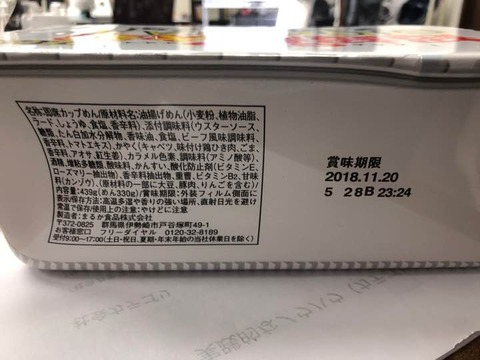 名称:即席カップめん/原材料名:油揚げめん(小麦粉、植物油脂、
ラード、しょうゆ、食塩、香辛料)、添付調味料(ウスターソース、
糖類、たん白加水分解物、香味油、食塩、ビーフ風味調味料、
香辛料、トマトエキス)、かやく(キャベツ、味付け鶏ひき肉、ごま、
香辛料、アオサ、紅生姜)、カラメル色素、調味料(アミノ酸等)、
酒精、増粘多糖類、酸味料、かんすい、酸化防止剤(ビタミンE、
ローズマリー抽出物)、香辛料抽出物、重曹、ビタミンB2、甘味
料(カンゾウ)、(原材料の一部に大豆、豚肉、りんごを含む)/
内容量:439g(めん330g)/賞味期限:外装フィルム側面に
表示/保存方法:高温多湿や香りの強い場所、直射日光を避け
常温で保存/使用上の注意:やけどに注意
製造者:まるか食品株式会社
〒372-0825 群馬県伊勢崎市戸谷塚町49-1
お客様窓口 フリーダイヤル 0120-32-8189
受付9:00〜17:00(土日・祝日、夏期・年末年始の当社休業日を除く)
賞味期限
2018.11.20
5 28B 23:24